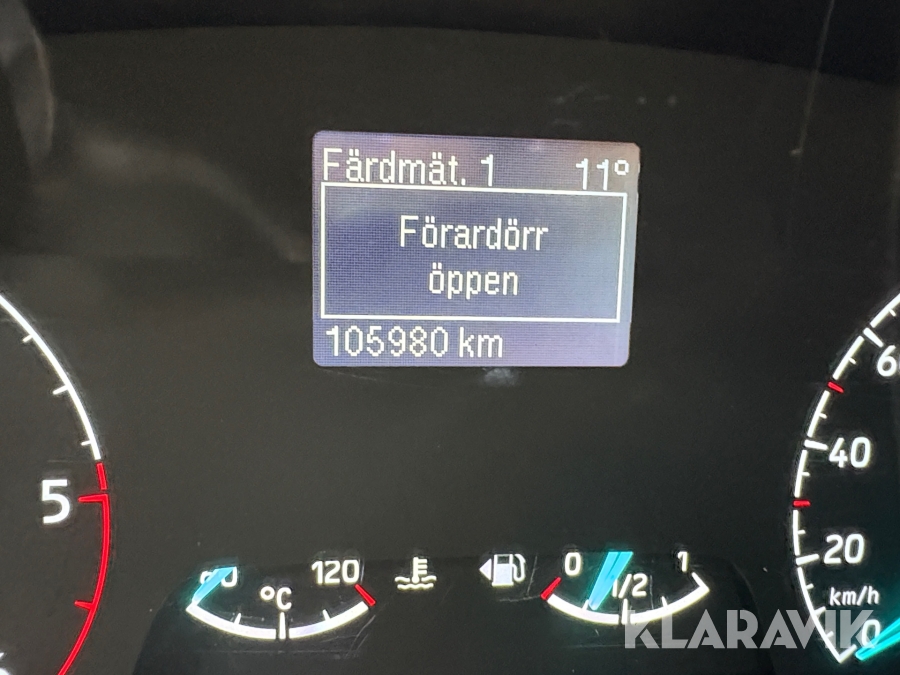 Färdmät. 1 11°
Förardörr
öppen
105980 km
60
40
20
km/h
0
5
120
°C
0
1/2
1
KLARAVIK